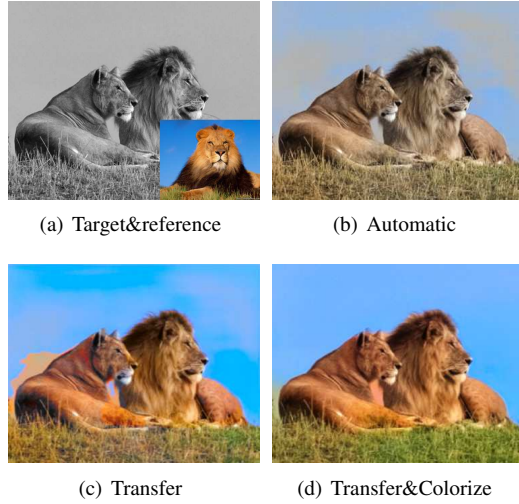 (a) Target&reference
(b) Automatic
(c) Transfer
(d) Transfer&Colorize